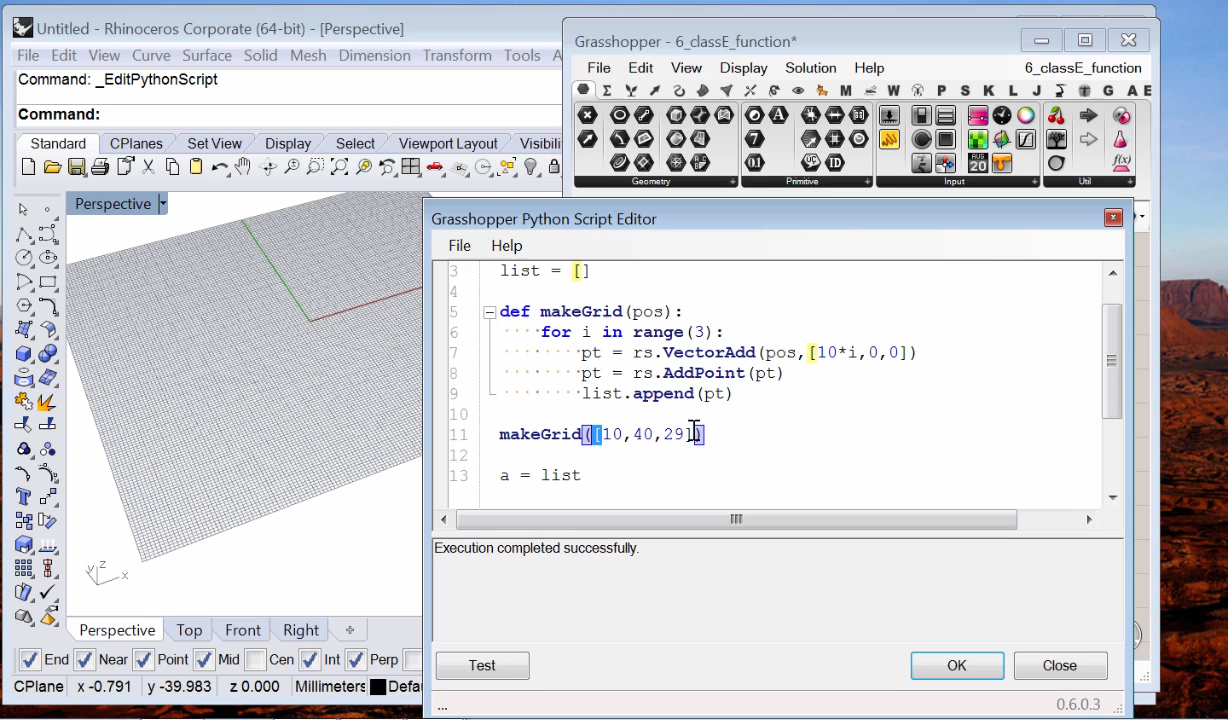 Untitled - Rhinoceros Corporate (64-bit) - [Perspective]
File Edit View Curve Surface Solid Mesh Dimension Transform Tools A
Command: _EditPythonScript
Command:
Standard CPlanes Set View Display Select Viewport Layout Visibili
Perspective
Grasshopper - 6_classE_function*
File Edit View Display Solution Help 6_classE_function
M W P S K L J G A E
Geometry Primitive Input Util
Grasshopper Python Script Editor
File Help
3 list = []
4
5 def makeGrid(pos):
6 for i in range(3):
7 pt = rs.VectorAdd(pos,[10*i,0,0])
8 pt = rs.AddPoint(pt)
9 list.append(pt)
10
11 makeGrid([10,40,29])
12
13 a = list
Execution completed successfully.
Test OK Close
... 0.6.0.3
z
y x
Perspective Top Front Right
End Near Point Mid Cen Int Perp
CPlane x -0.791 y -39.983 z 0.000 Millimeters Defau